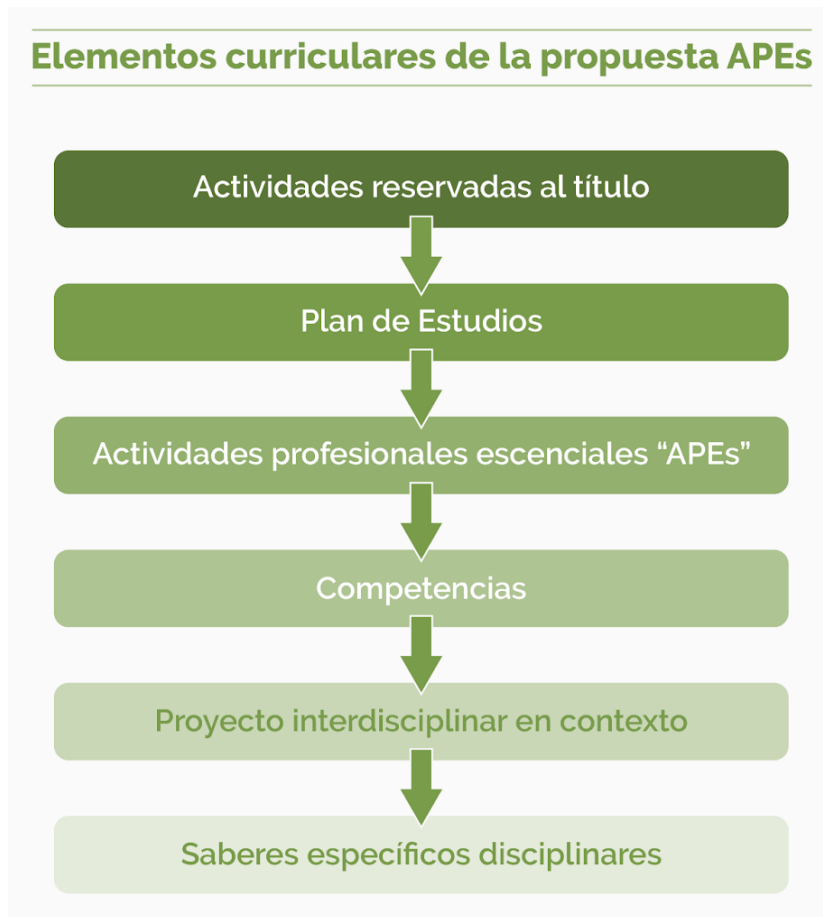 Elementos curriculares de la propuesta APEs
Actividades reservadas al título
Plan de Estudios
Actividades profesionales escenciales “APEs”
Competencias
Proyecto interdisciplinar en contexto
Saberes específicos disciplinares